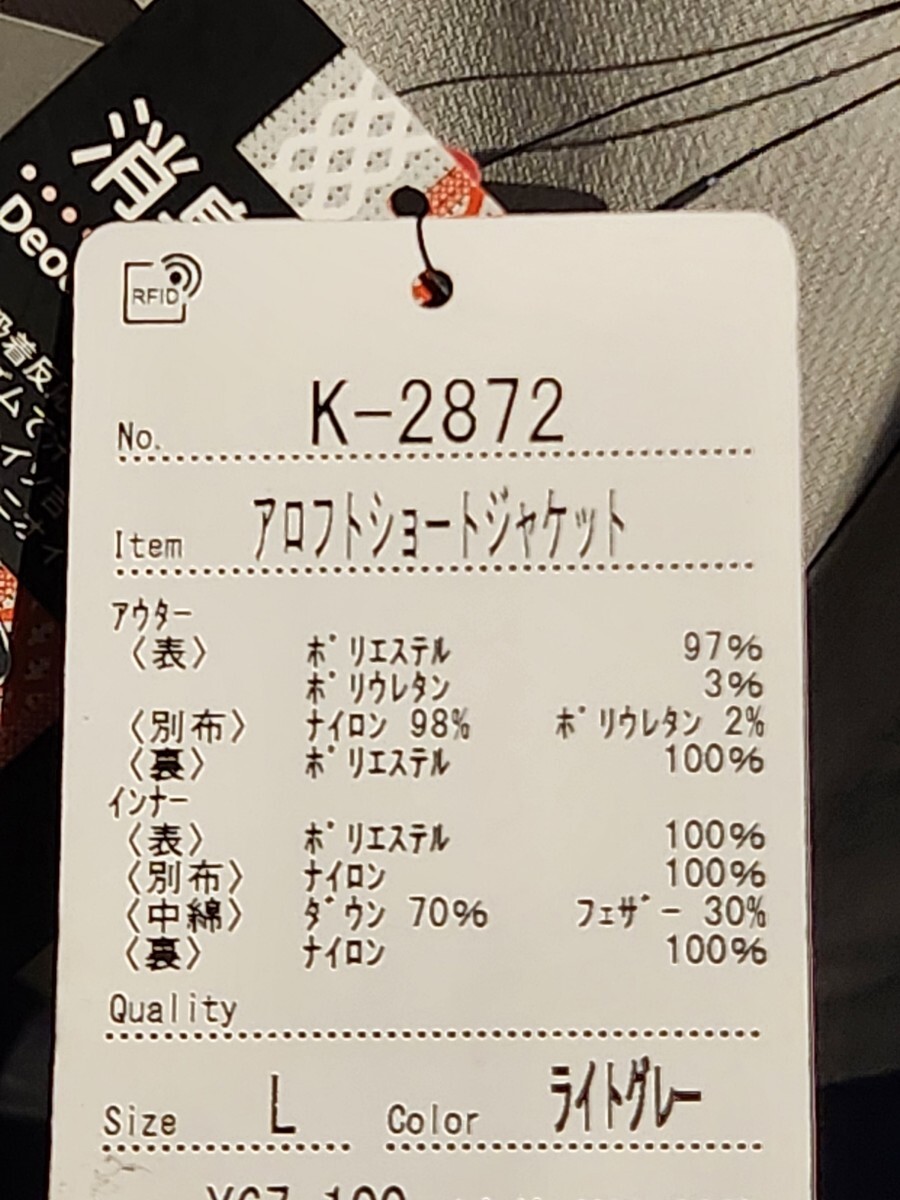 消臭
Deo
RFID
No. K-2872
Item アロフトショートジャケット
アウター
〈表〉 ポリエステル 97%
ポリウレタン 3%
〈別布〉 ナイロン 98% ポリウレタン 2%
〈裏〉 ポリエステル 100%
インナー
〈表〉 ポリエステル 100%
〈別布〉 ナイロン 100%
〈中綿〉 ダウン 70% フェザー 30%
〈裏〉 ナイロン 100%
Quality
Size L Color ライトグレー